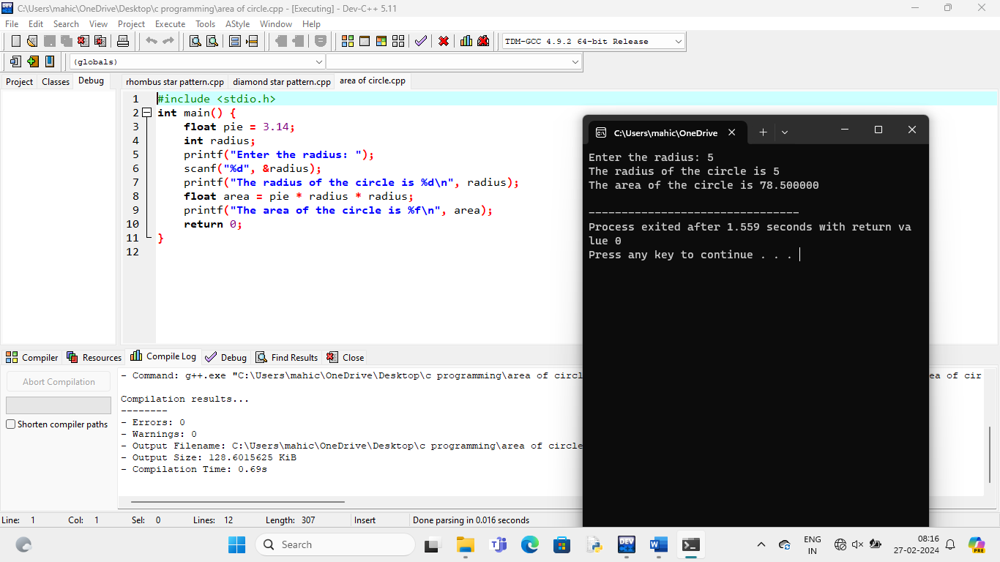 C:\Users\mahic\OneDrive\Desktop\c programming\area of circle.cpp - [Executing] - Dev-C++ 5.11
File Edit Search View Project Execute Tools AStyle Window Help
TDM-GCC 4.9.2 64-bit Release
(globals)
Project Classes Debug
rhombus star pattern.cpp diamond star pattern.cpp area of circle.cpp
1 #include <stdio.h>
2 int main() {
3 float pie = 3.14;
4 int radius;
5 printf("Enter the radius: ");
6 scanf("%d", &radius);
7 printf("The radius of the circle is %d\n", radius);
8 float area = pie * radius * radius;
9 printf("The area of the circle is %f\n", area);
10 return 0;
11 }
12
C:\Users\mahic\OneDrive
Enter the radius: 5
The radius of the circle is 5
The area of the circle is 78.500000
--------------------------------
Process exited after 1.559 seconds with return va
lue 0
Press any key to continue . . .
Compiler Resources Compile Log Debug Find Results Close
Abort Compilation
Shorten compiler paths
- Command: g++.exe "C:\Users\mahic\OneDrive\Desktop\c programming\area of circl
ea of cir
Compilation results...
--------
- Errors: 0
- Warnings: 0
- Output Filename: C:\Users\mahic\OneDrive\Desktop\c programming\area of circle
- Output Size: 128.6015625 KiB
- Compilation Time: 0.69s
Line: 1 Col: 1 Sel: 0 Lines: 12 Length: 307 Insert Done parsing in 0.016 seconds
Search
DEV
ENG
IN
08:16
27-02-2024
PRE